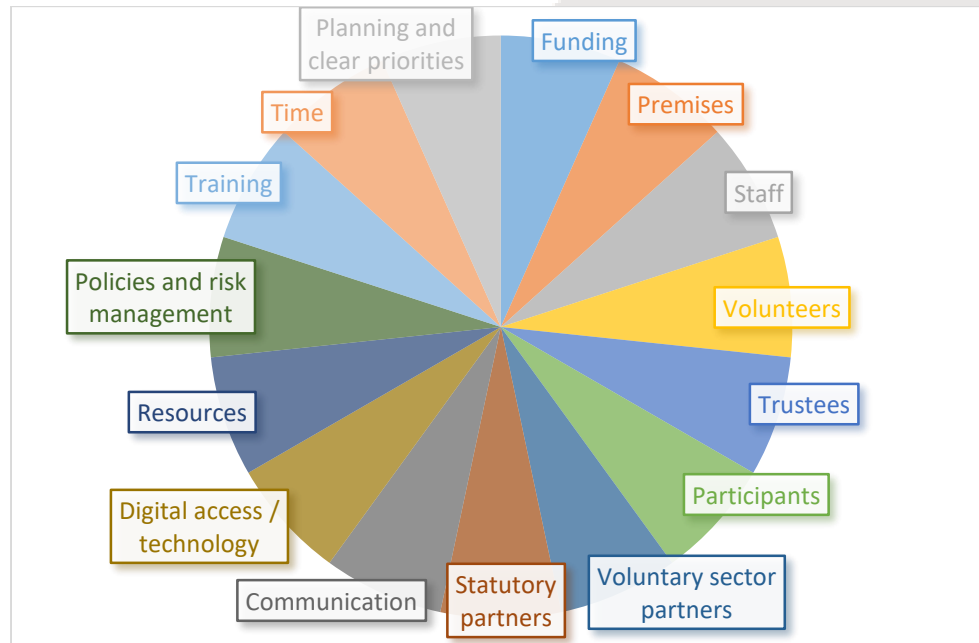 Planning and
clear priorities
Funding
Premises
Staff
Volunteers
Trustees
Participants
Voluntary sector
partners
Statutory
partners
Communication
Digital access /
technology
Resources
Policies and risk
management
Training
Time